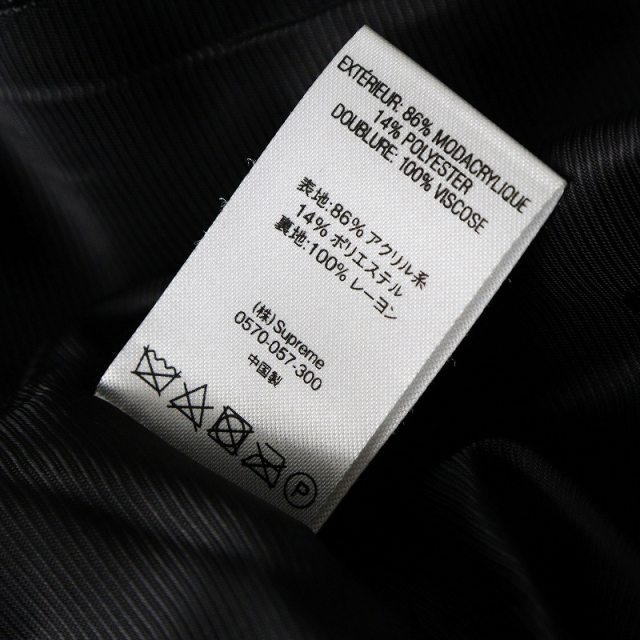 EXTÉRIEUR: 86% MODACRYLIQUE
14% POLYESTER
DOUBLURE: 100% VISCOSE
表地:86% アクリル系
14% ポリエステル
裏地:100% レーヨン
(株)Supreme
0570-057-300
中国製
P